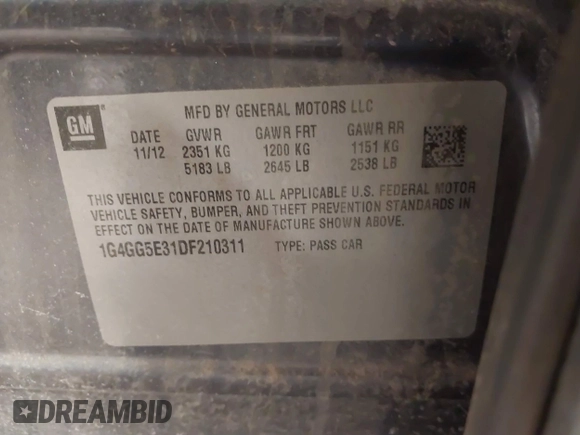 GM
MFD BY GENERAL MOTORS LLC
DATE GVWR GAWR FRT GAWR RR
11/12 2351 KG 1200 KG 1151 KG
5183 LB 2645 LB 2538 LB
THIS VEHICLE CONFORMS TO ALL APPLICABLE U.S. FEDERAL MOTOR
VEHICLE SAFETY, BUMPER, AND THEFT PREVENTION STANDARDS IN
EFFECT ON THE DATE OF MANUFACTURE SHOWN ABOVE.
1G4GG5E31DF210311 TYPE: PASS CAR
DREAMBID